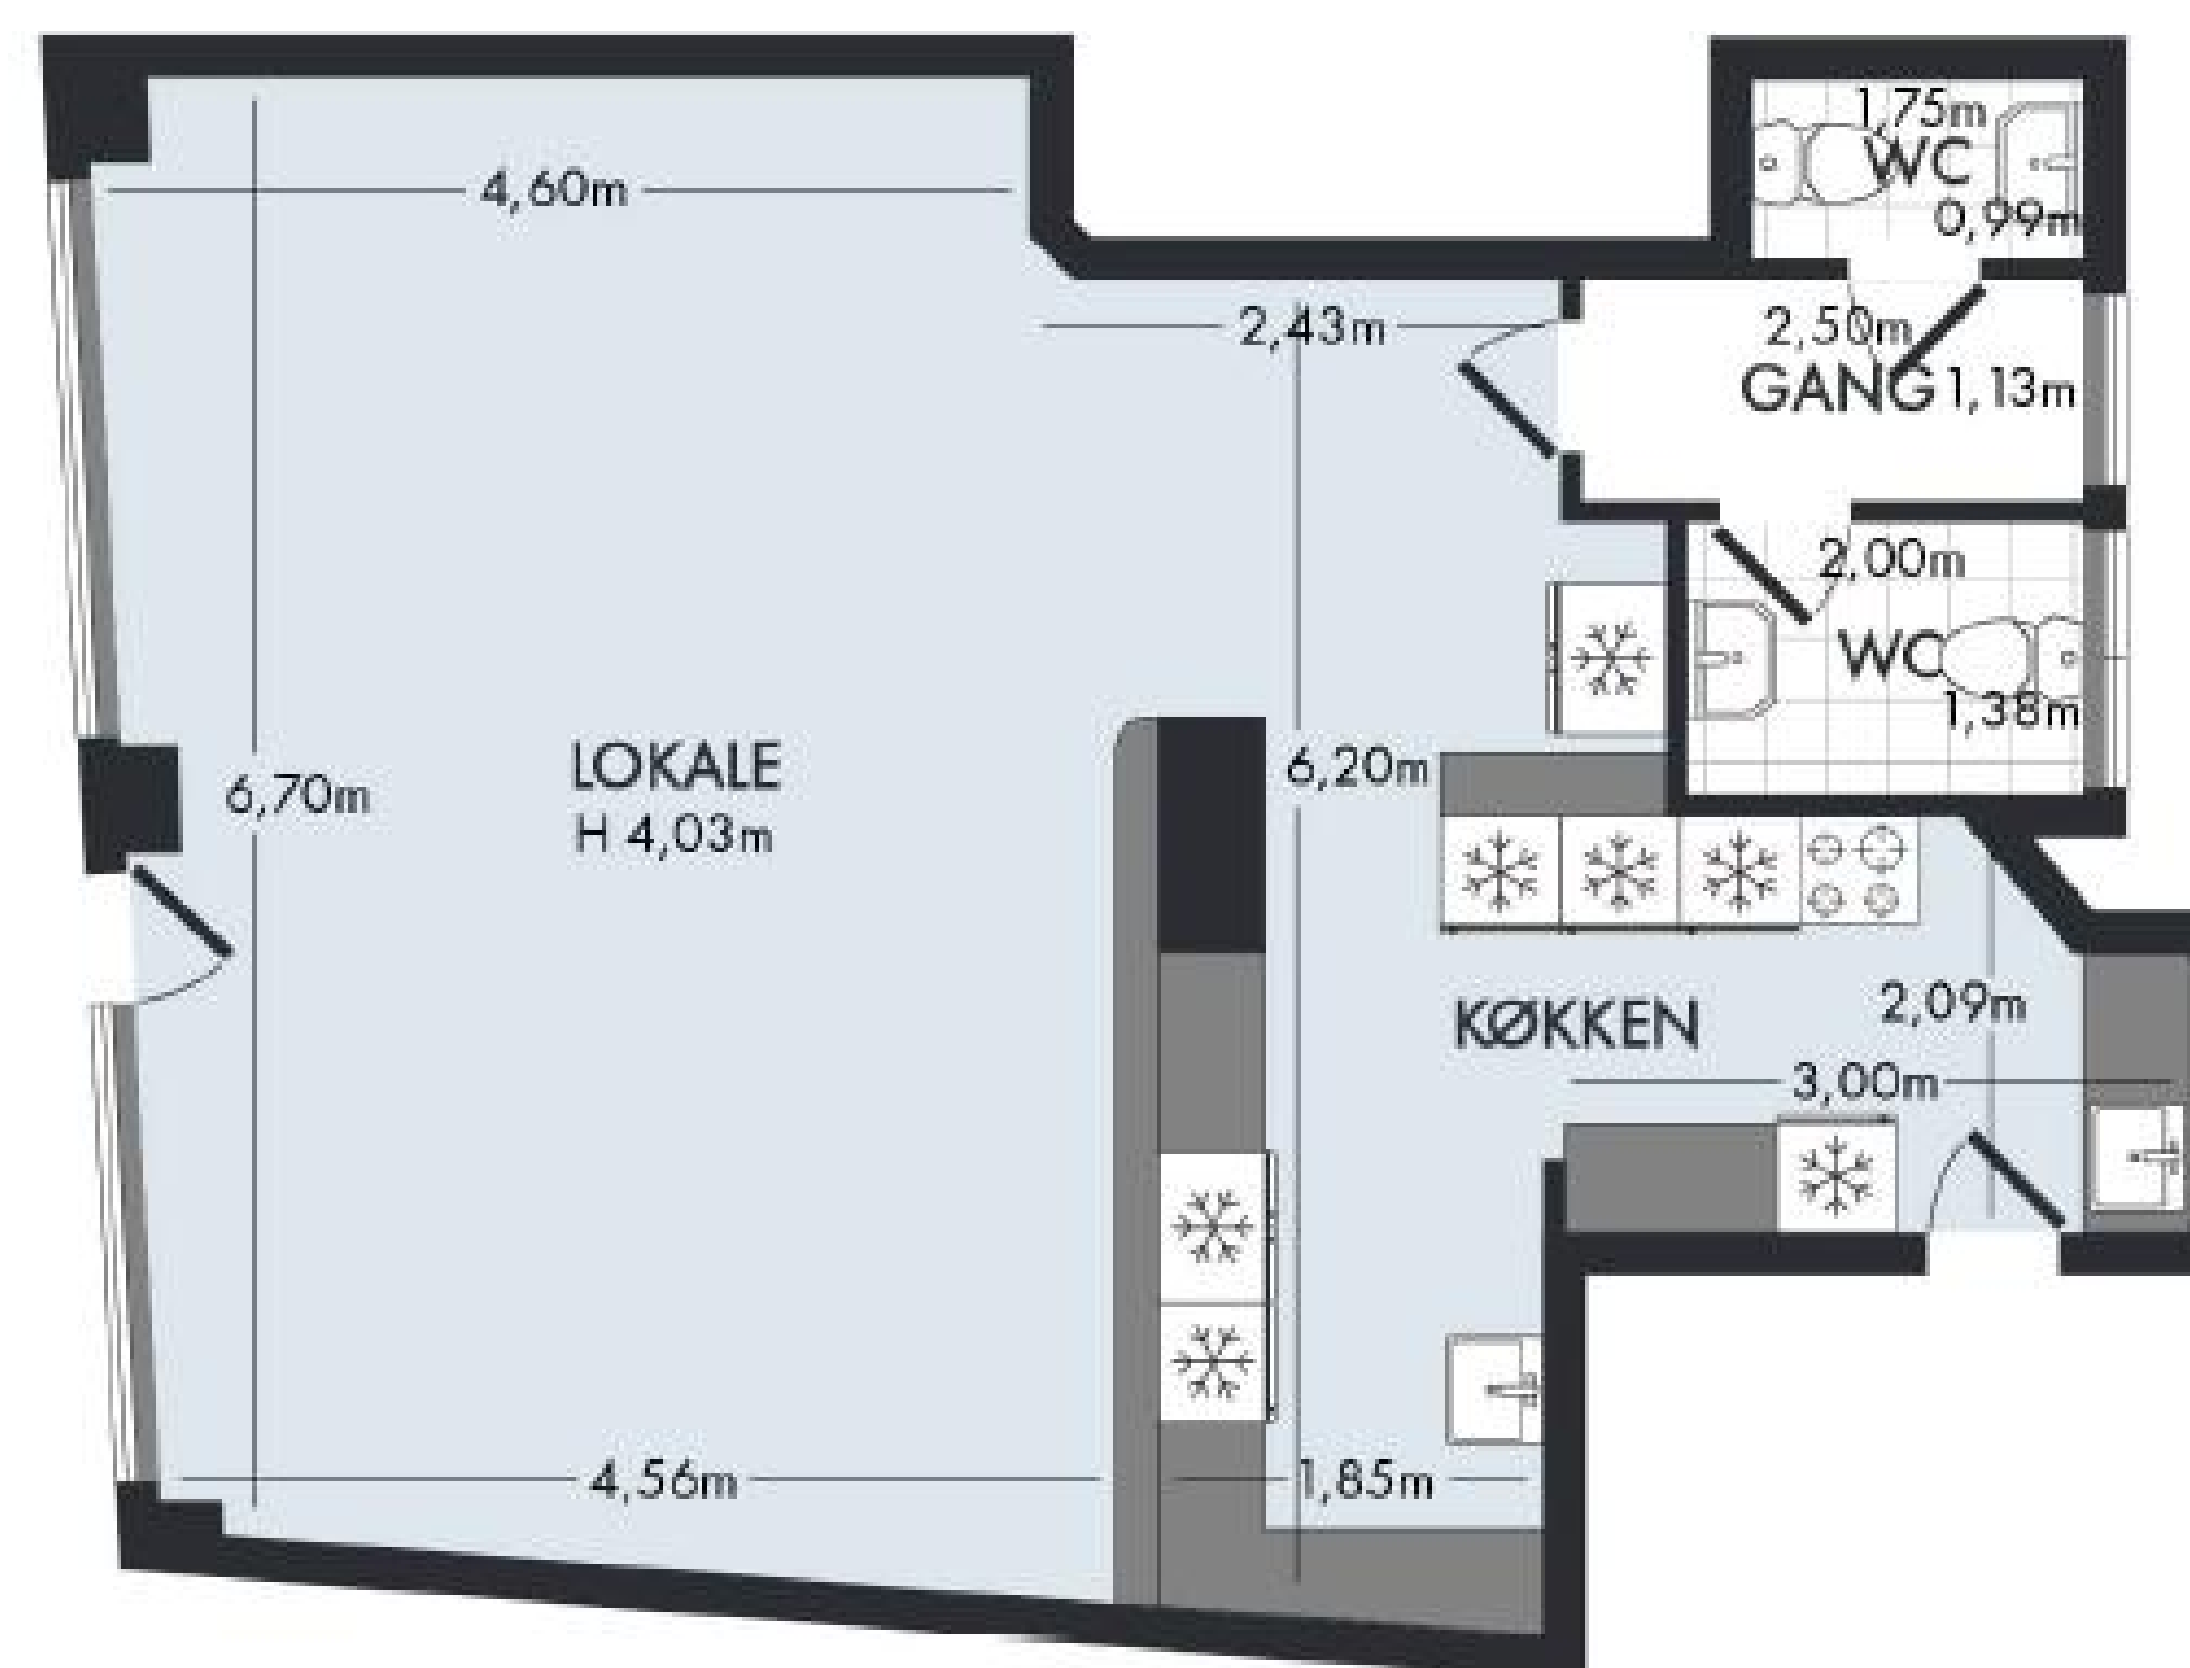 1,75m
WC
0,99m
4,60m
2,43m
2,50m
GANG 1,13m
2,00m
WC
1,38m
LOKALE
H 4,03m
6,70m
6,20m
KØKKEN
2,09m
3,00m
4,56m
1,85m